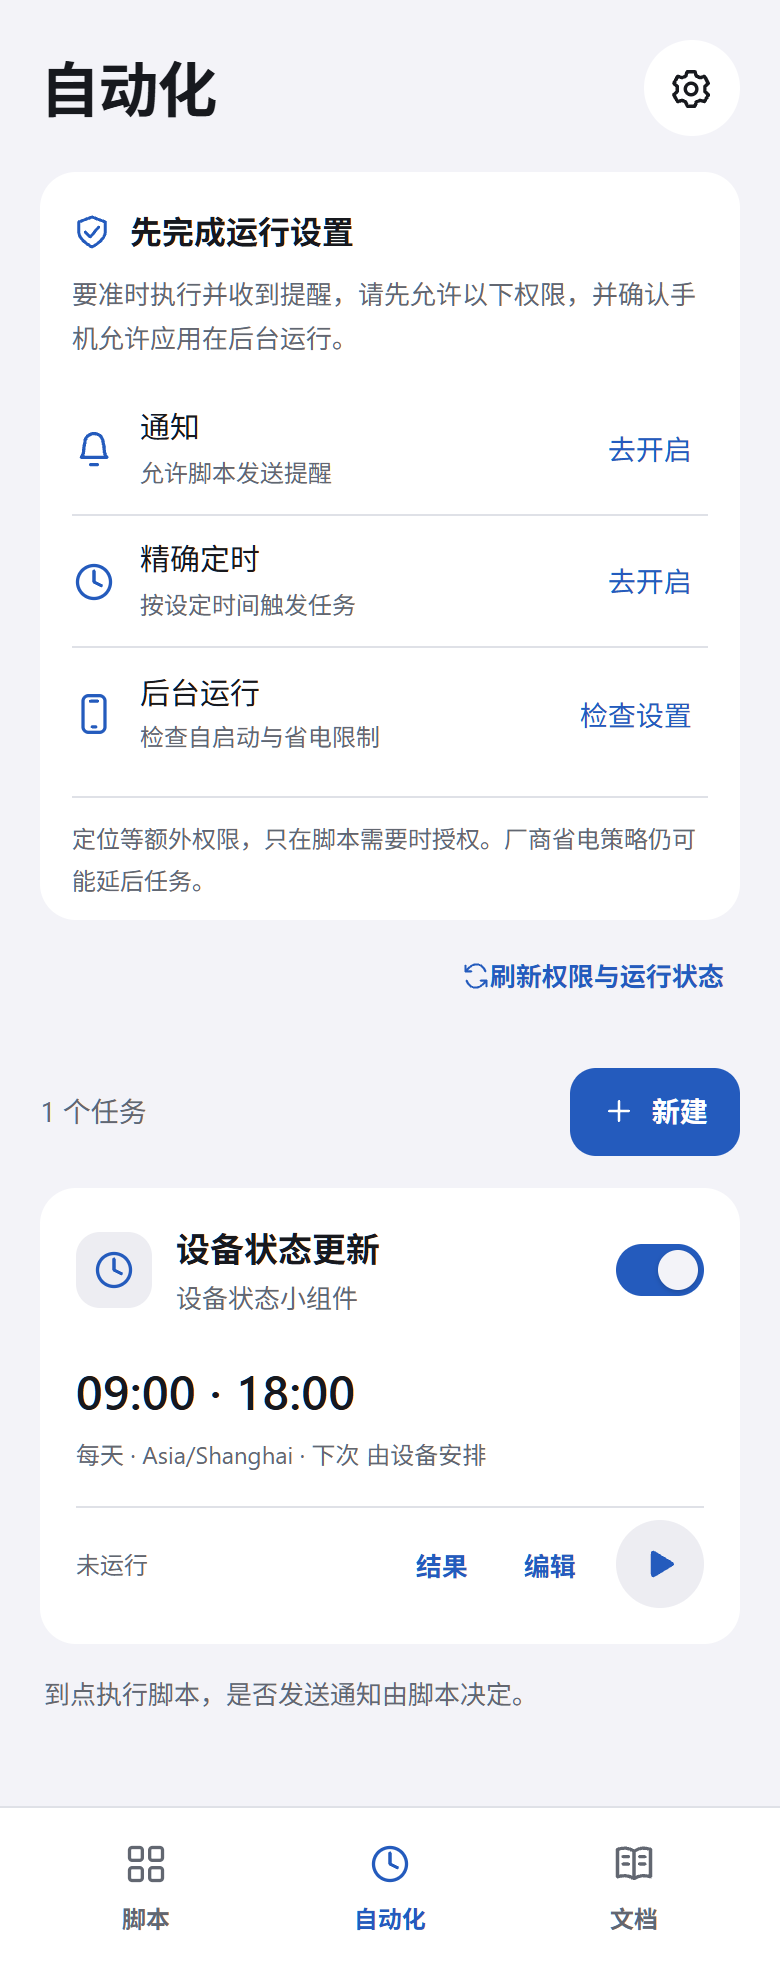 自动化
先完成运行设置
要准时执行并收到提醒，请先允许以下权限，并确认手
机允许应用在后台运行。
通知
允许脚本发送提醒
去开启
精确定时
按设定时间触发任务
去开启
后台运行
检查自启动与省电限制
检查设置
定位等额外权限，只在脚本需要时授权。厂商省电策略仍可
能延后任务。
刷新权限与运行状态
1 个任务
新建
设备状态更新
设备状态小组件
09:00 · 18:00
每天 · Asia/Shanghai · 下次 由设备安排
未运行
结果
编辑
到点执行脚本，是否发送通知由脚本决定。
脚本
自动化
文档